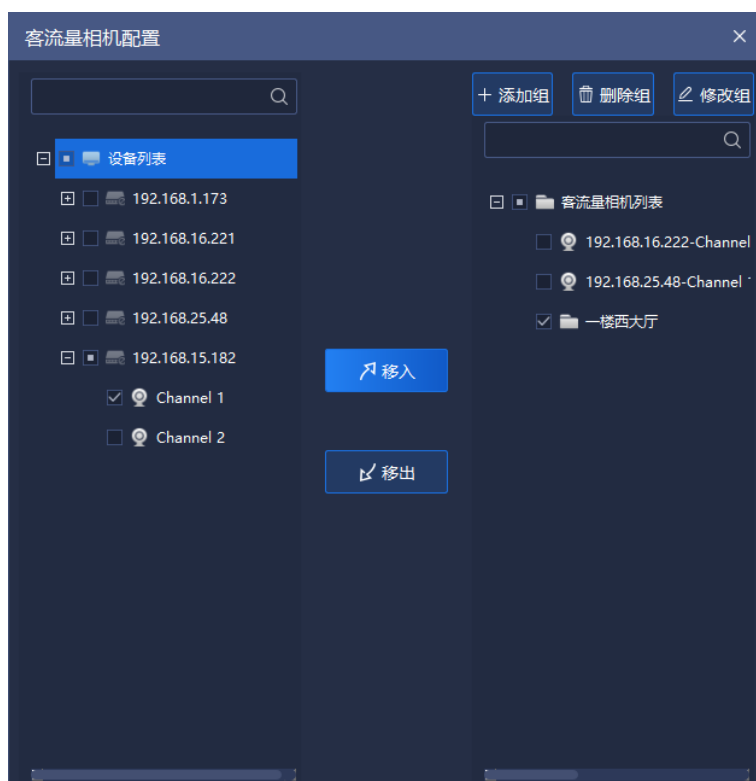 客流量相机配置
添加组 删除组 修改组
设备列表
192.168.1.173
192.168.16.221
192.168.16.222
192.168.25.48
192.168.15.182
Channel 1
Channel 2
移入
移出
客流量相机列表
192.168.16.222-Channel
192.168.25.48-Channel
一楼西大厅